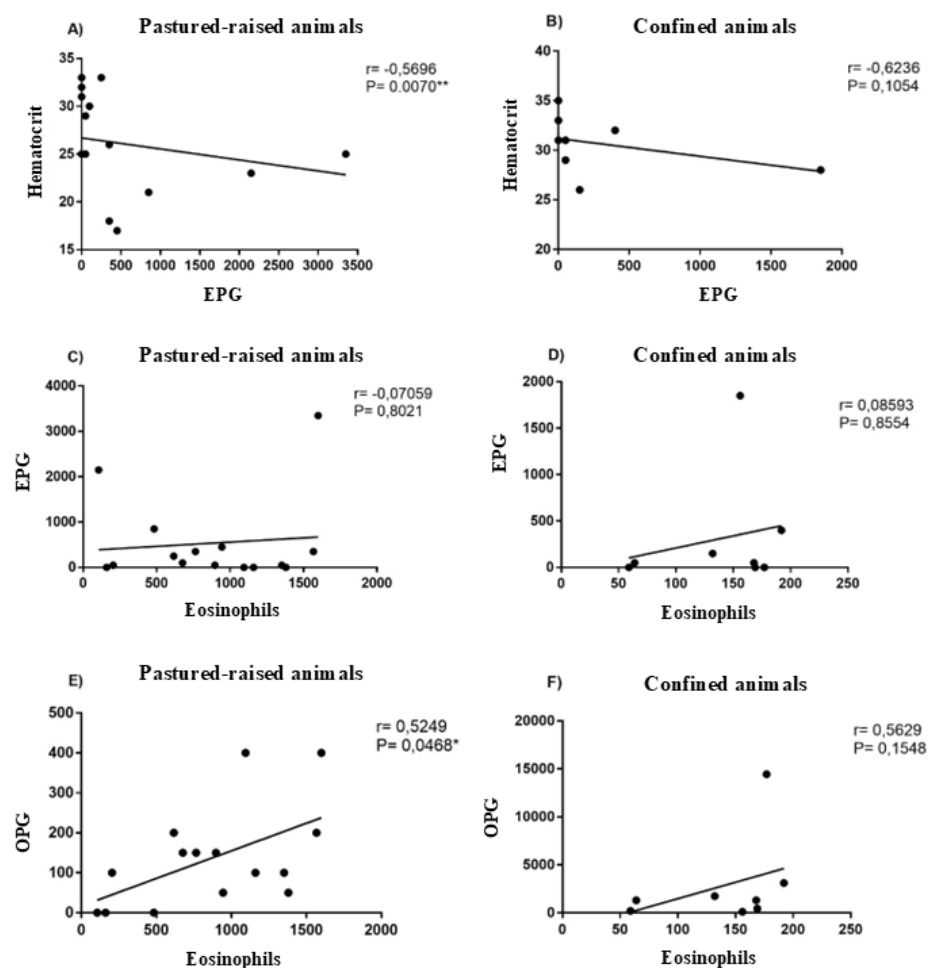 A)
Pastured-raised animals
r= -0,5696
P= 0.0070**
Hematocrit
35
30
25
20
15
0
500
1000
1500
2000
2500
3000
3500
EPG
B)
Confined animals
r= -0,6236
P= 0,1054
Hematocrit
40
35
30
25
20
0
500
1000
1500
2000
EPG
C)
Pastured-raised animals
r= -0,07059
P= 0,8021
EPG
4000
3000
2000
1000
0
0
500
1000
1500
2000
Eosinophils
D)
Confined animals
r= 0,08593
P= 0,8554
EPG
2000
1500
1000
500
0
0
50
100
150
200
250
Eosinophils
E)
Pastured-raised animals
r= 0,5249
P= 0,0468*
OPG
500
400
300
200
100
0
0
500
1000
1500
2000
Eosinophils
F)
Confined animals
r= 0,5629
P= 0,1548
OPG
20000
15000
10000
5000
0
0
50
100
150
200
250
Eosinophils